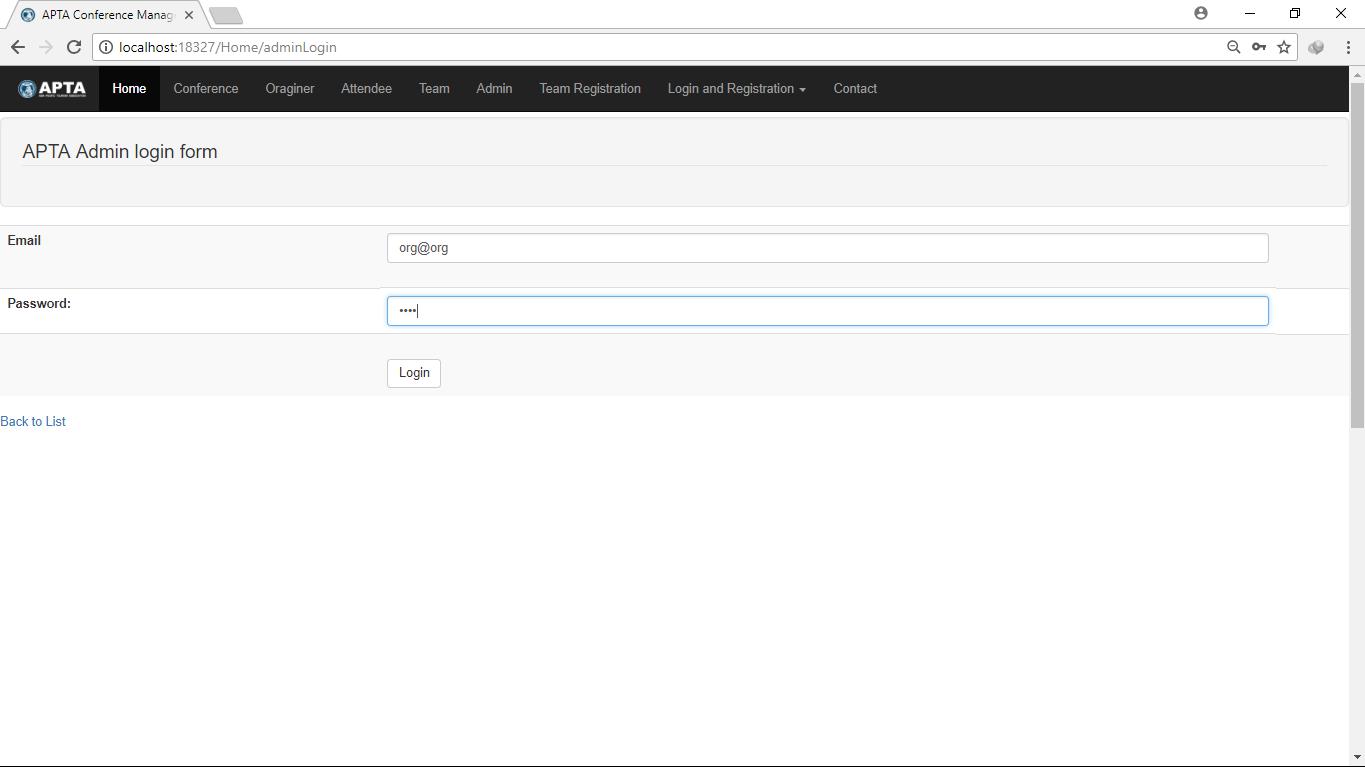 APTA Conference Manag
localhost:18327/Home/adminLogin
APTA Home Conference Oraginer Attendee Team Admin Team Registration Login and Registration Contact
APTA Admin login form
Email org@org
Password: ••••
Login
Back to List